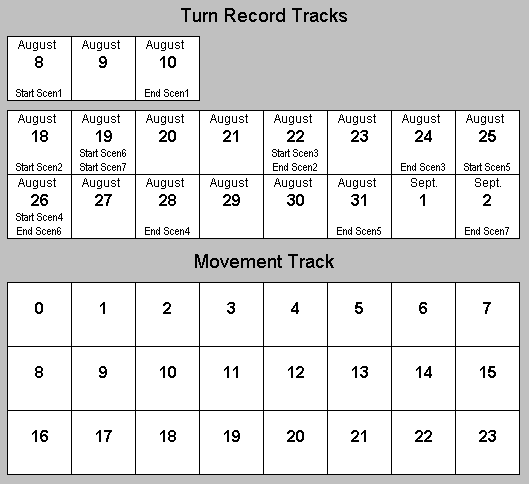 Turn Record Tracks
August August August
8 9 10
Start Scen1 End Scen1
August August August August August August August August
18 19 20 21 22 23 24 25
Start Scen6 Start Scen3
Start Scen2 Start Scen7 End Scen2 End Scen3 Start Scen5
August August August August August August Sept. Sept.
26 27 28 29 30 31 1 2
Start Scen4
End Scen6 End Scen4 End Scen5 End Scen7
Movement Track
0 1 2 3 4 5 6 7
8 9 10 11 12 13 14 15
16 17 18 19 20 21 22 23